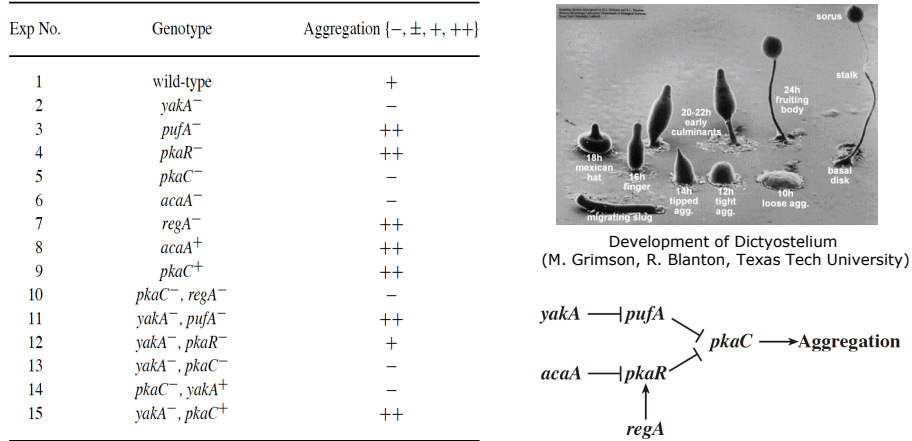 Exp No. Genotype Aggregation {−, ±, +, ++}
1 wild-type +
2 yakA− −
3 pufA− ++
4 pkaR− ++
5 pkaC− −
6 acaA− −
7 regA− ++
8 acaA+ ++
9 pkaC+ ++
10 pkaC−, regA− −
11 yakA−, pufA− ++
12 yakA−, pkaR− +
13 yakA−, pkaC− −
14 pkaC−, yakA+ −
15 yakA−, pkaC+ ++
sorus
stalk
24h
fruiting
body
20-22h
early
culminants
basal
disk
18h
mexican
hat
16h
finger
14h
tipped
agg.
12h
tight
agg.
10h
loose agg.
migrating slug
Development of Dictyostelium
(M. Grimson, R. Blanton, Texas Tech University)
yakA pufA
pkaC Aggregation
acaA pkaR
regA